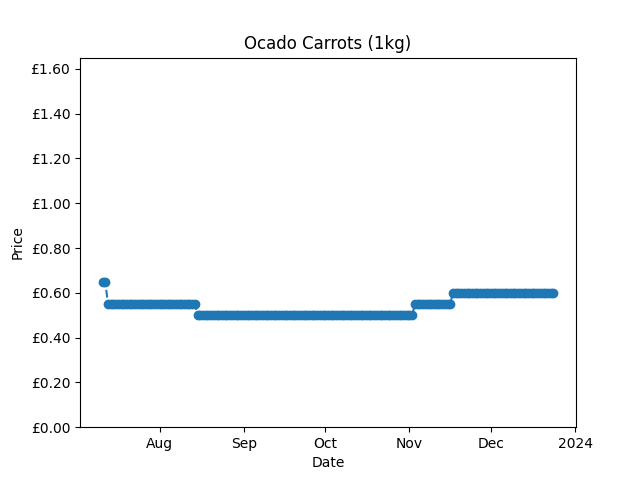 Ocado Carrots (1kg)
£1.60
£1.40
£1.20
£1.00
£0.80
£0.60
£0.40
£0.20
£0.00
Price
Aug Sep Oct Nov Dec 2024
Date